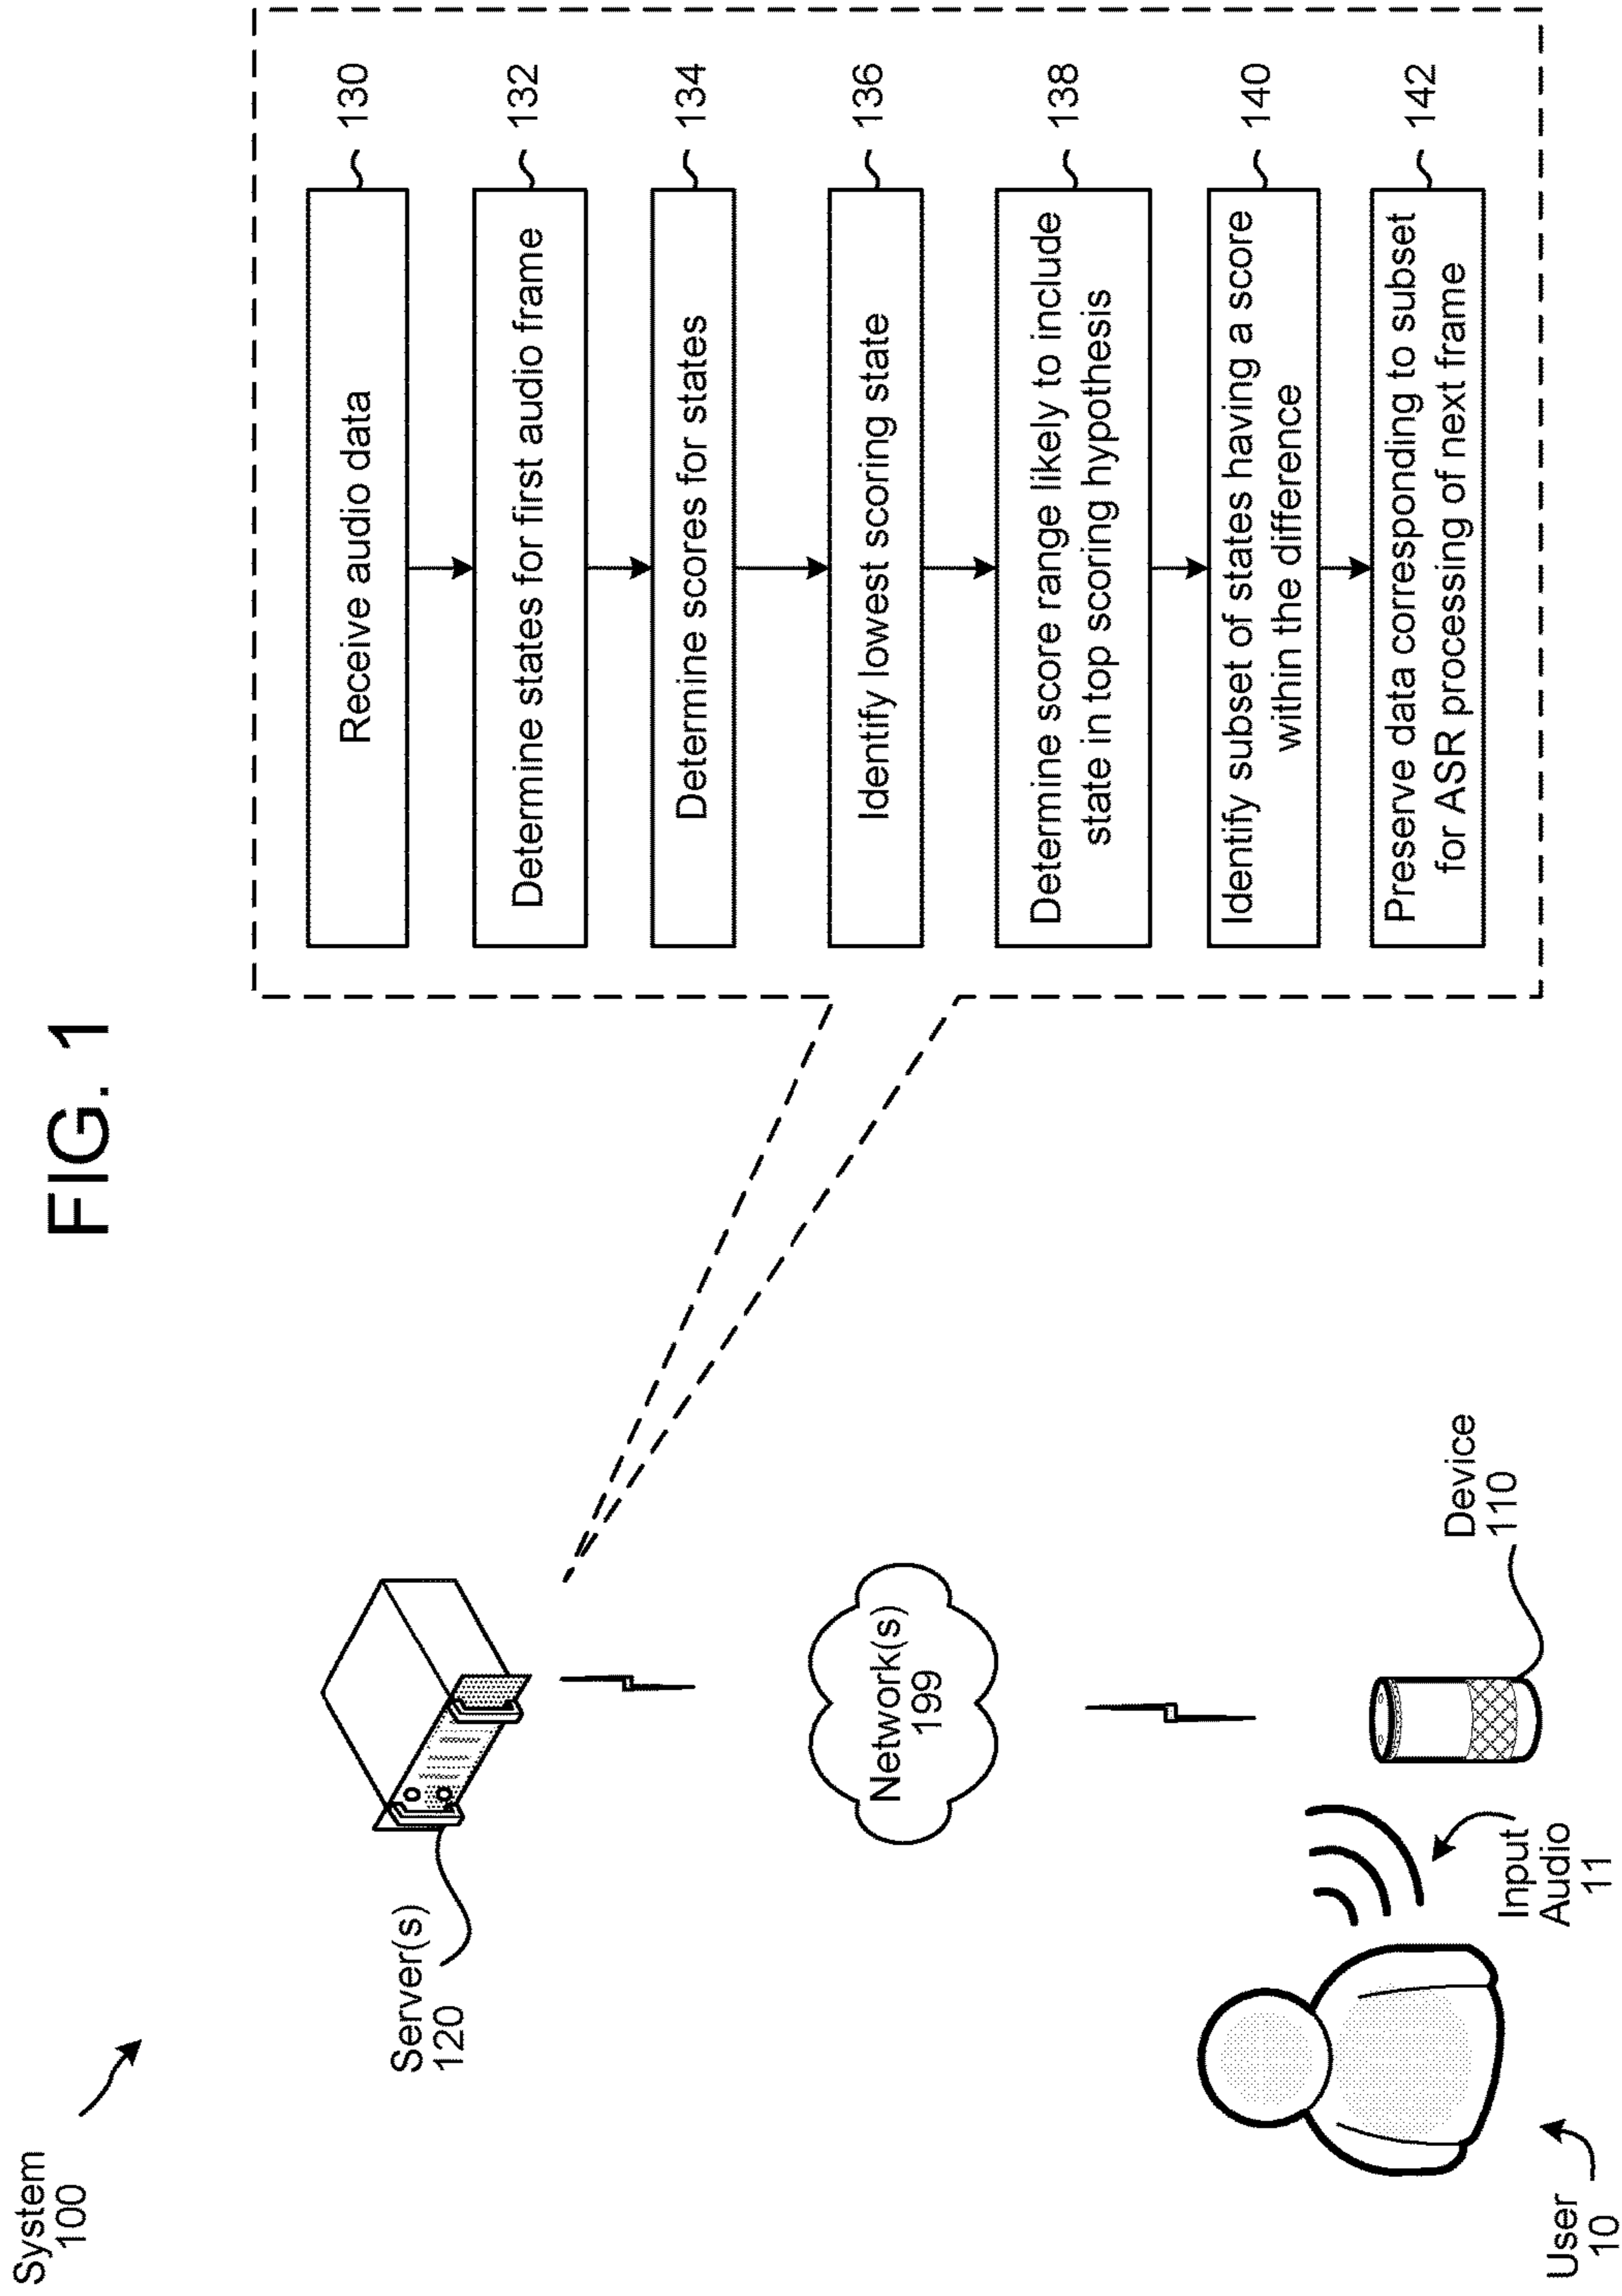 FIG. 1
System
100
Server(s)
120
Receive audio data
130
Determine states for first audio frame
132
Determine scores for states
134
Identify lowest scoring state
136
Determine score range likely to include
state in top scoring hypothesis
138
Identify subset of states having a score
within the difference
140
Preserve data corresponding to subset
for ASR processing of next frame
142
Network(s)
199
Device
110
Input
Audio
11
User
10